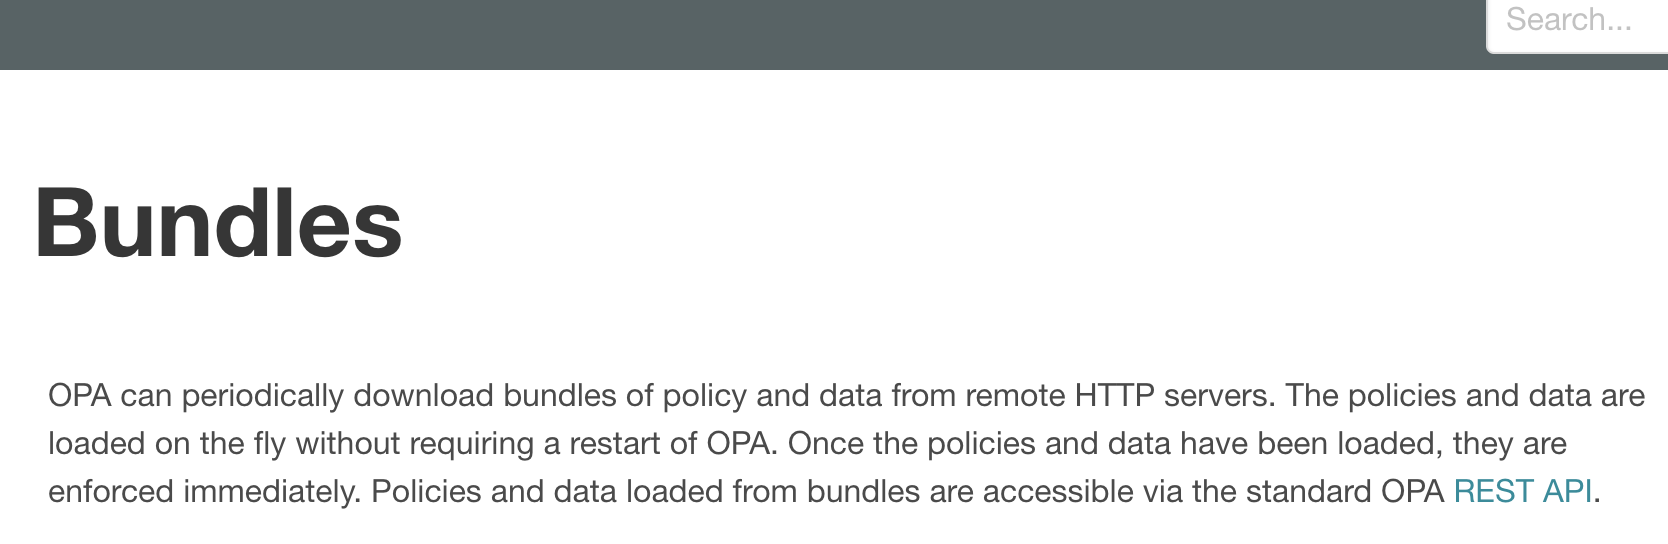 Search...
Bundles
OPA can periodically download bundles of policy and data from remote HTTP servers. The policies and data are
loaded on the fly without requiring a restart of OPA. Once the policies and data have been loaded, they are
enforced immediately. Policies and data loaded from bundles are accessible via the standard OPA REST API.